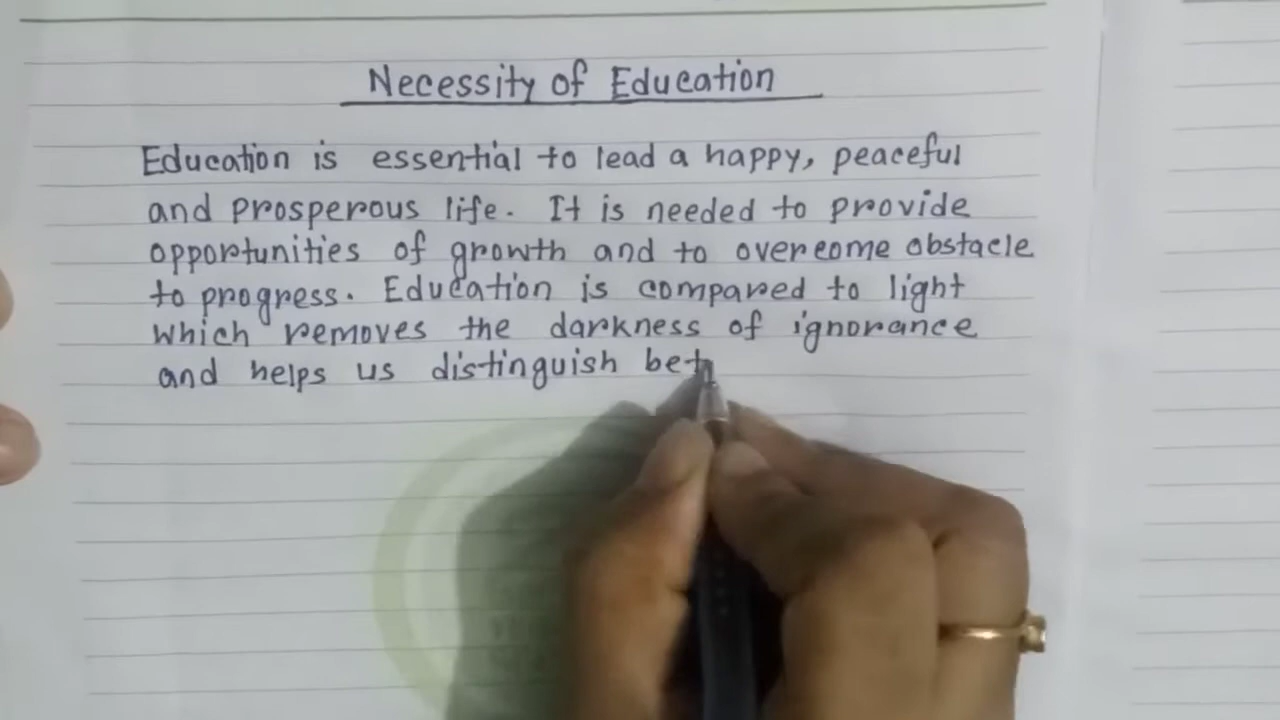 Necessity of Education
Education is essential to lead a happy, peaceful
and prosperous life. It is needed to provide
opportunities of growth and to overcome obstacle
to progress. Education is compared to light
which removes the darkness of ignorance
and helps us distinguish bet